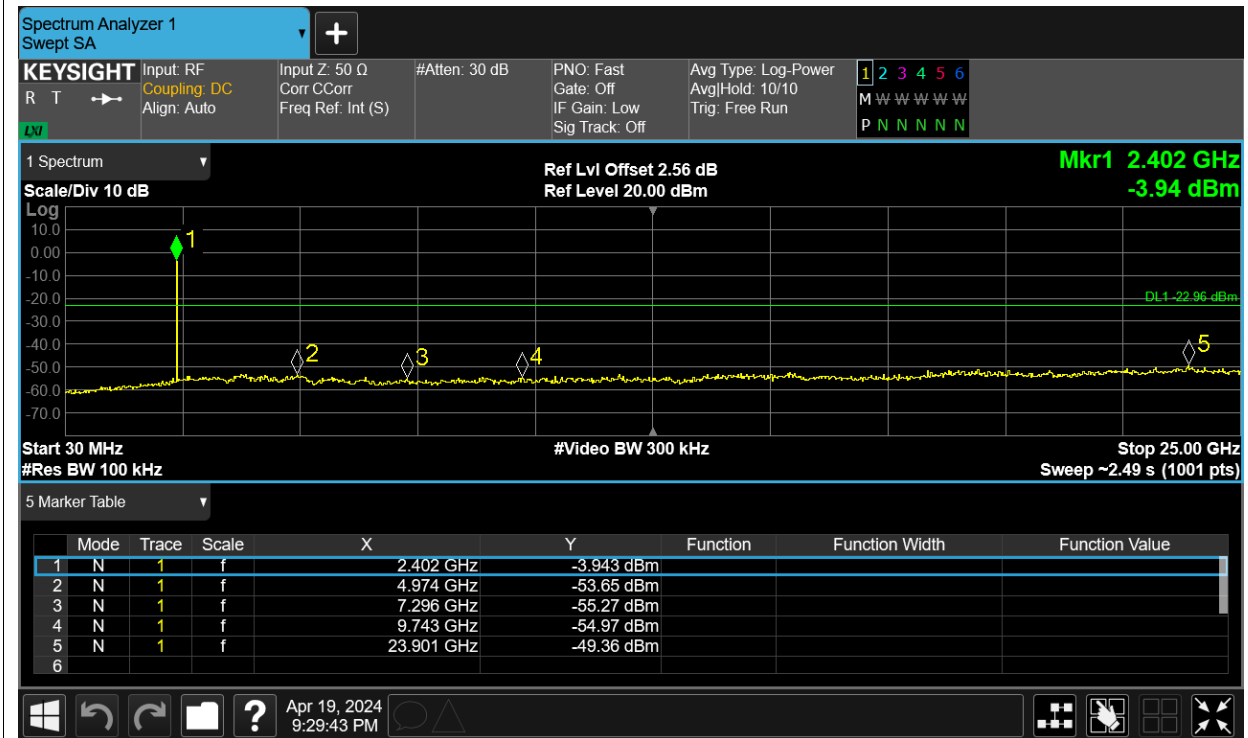 Spectrum Analyzer 1
Swept SA
+
KEYSIGHT
R T
LXI
Input: RF
Coupling: DC
Align: Auto
Input Z: 50 Ω
Corr CCorr
Freq Ref: Int (S)
#Atten: 30 dB
PNO: Fast
Gate: Off
IF Gain: Low
Sig Track: Off
Avg Type: Log-Power
Avg|Hold: 10/10
Trig: Free Run
1 2 3 4 5 6
M W W W W W
P N N N N N
1 Spectrum
Scale/Div 10 dB
Ref Lvl Offset 2.56 dB
Ref Level 20.00 dBm
Mkr1 2.402 GHz
-3.94 dBm
Log
10.0
0.00
-10.0
-20.0
-30.0
-40.0
-50.0
-60.0
-70.0
1
2
3
4
5
DL1 -22.96 dBm
Start 30 MHz
#Video BW 300 kHz
Stop 25.00 GHz
#Res BW 100 kHz
Sweep ~2.49 s (1001 pts)
5 Marker Table
Mode Trace Scale X Y Function Function Width Function Value
1 N 1 f 2.402 GHz -3.943 dBm
2 N 1 f 4.974 GHz -53.65 dBm
3 N 1 f 7.296 GHz -55.27 dBm
4 N 1 f 9.743 GHz -54.97 dBm
5 N 1 f 23.901 GHz -49.36 dBm
6
?
Apr 19, 2024
9:29:43 PM